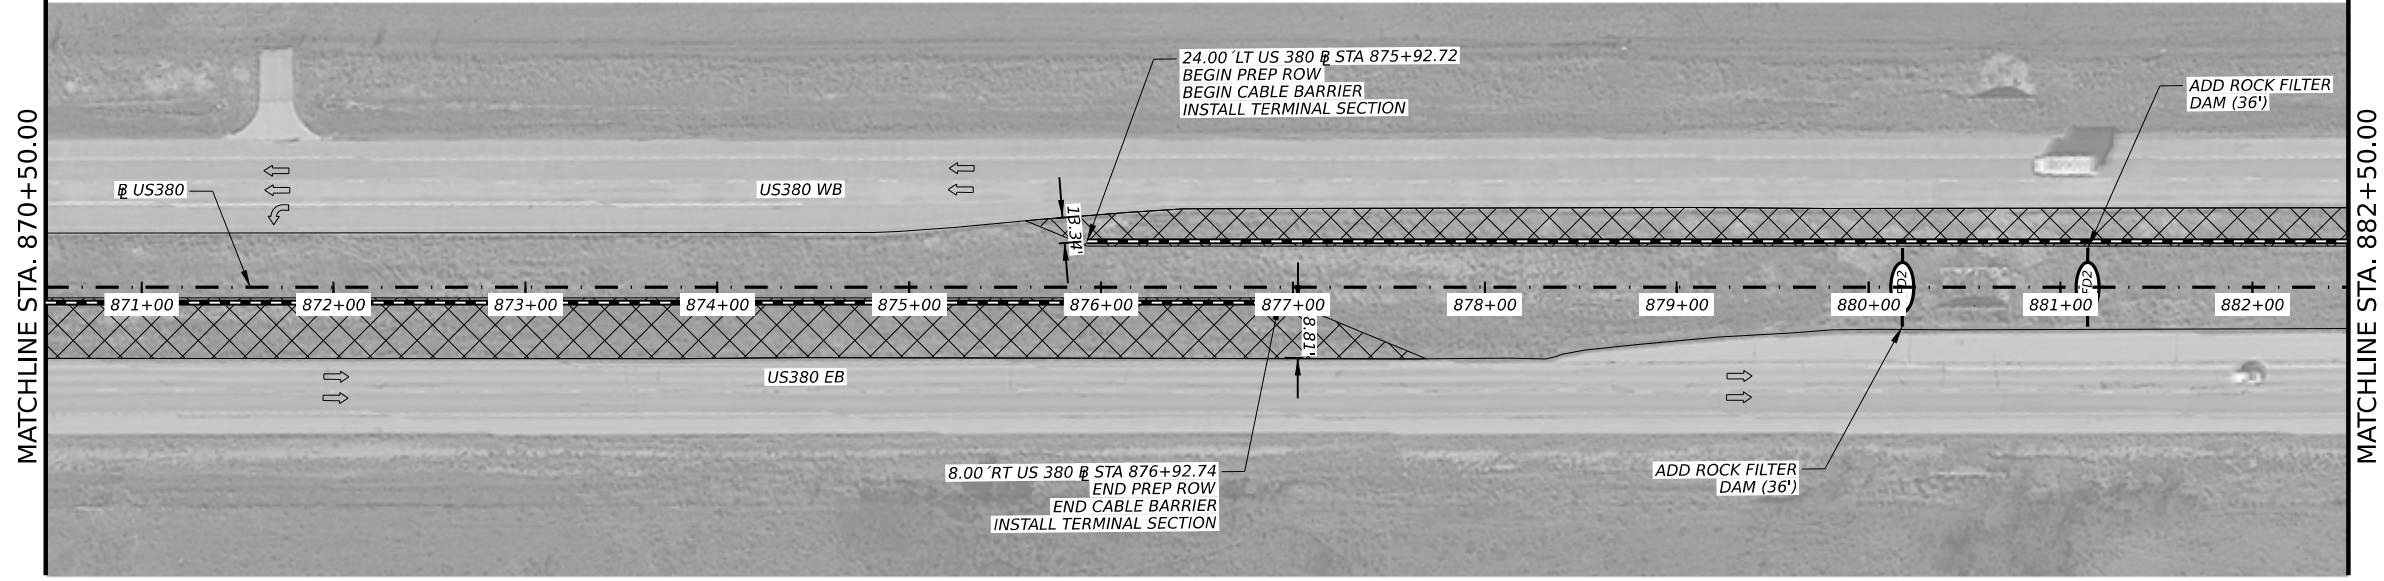 MATCHLINE STA. 870+50.00
24.00´LT US 380 ⅊ STA 875+92.72
BEGIN PREP ROW
BEGIN CABLE BARRIER
INSTALL TERMINAL SECTION
ADD ROCK FILTER
DAM (36')
US380
US380 WB
871+00
872+00
873+00
874+00
875+00
876+00
877+00
878+00
879+00
880+00
881+00
882+00
8.81'
US380 EB
8.00´RT US 380 ⅊ STA 876+92.74
END PREP ROW
END CABLE BARRIER
INSTALL TERMINAL SECTION
ADD ROCK FILTER
DAM (36')
MATCHLINE STA. 882+50.00